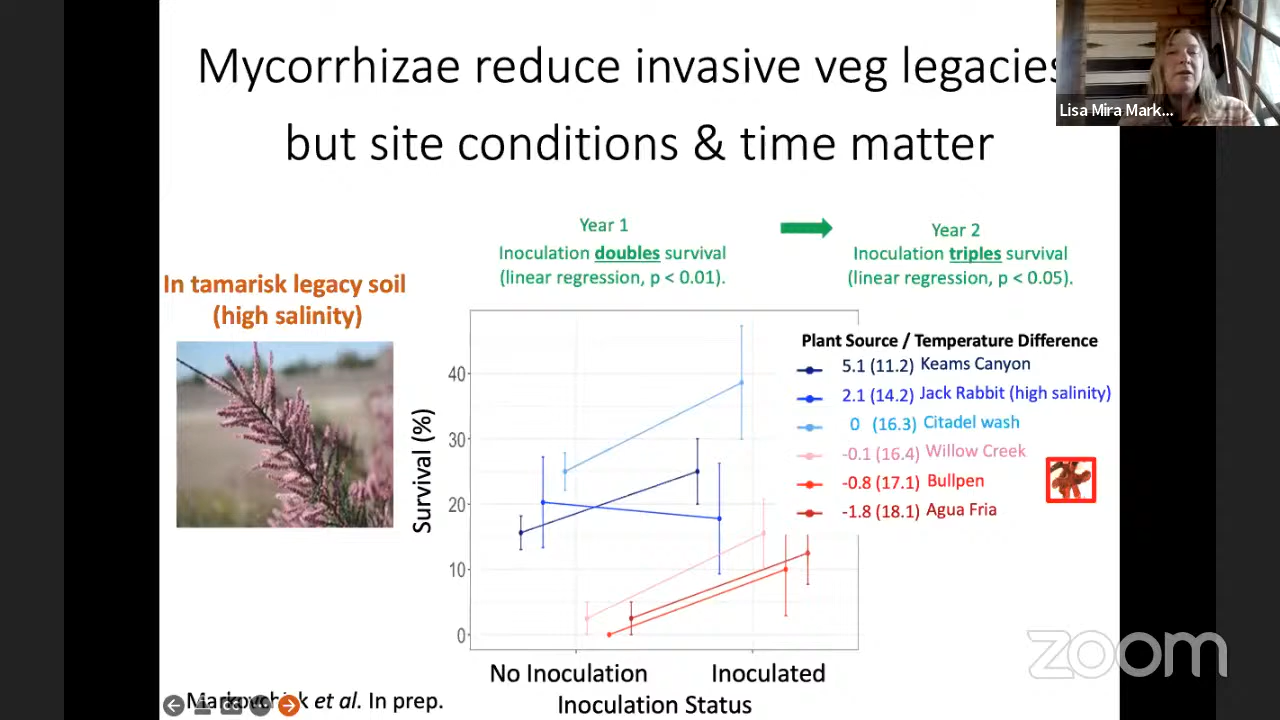 Mycorrhizae reduce invasive veg legacies
but site conditions & time matter
Lisa Mira Mark...
Year 1
Inoculation doubles survival
(linear regression, p < 0.01).
Year 2
Inoculation triples survival
(linear regression, p < 0.05).
In tamarisk legacy soil
(high salinity)
Plant Source / Temperature Difference
5.1 (11.2) Keams Canyon
2.1 (14.2) Jack Rabbit (high salinity)
0 (16.3) Citadel wash
-0.1 (16.4) Willow Creek
-0.8 (17.1) Bullpen
-1.8 (18.1) Agua Fria
Survival (%)
40
30
20
10
0
No Inoculation
Inoculated
Inoculation Status
et al. In prep.
CC
zoom